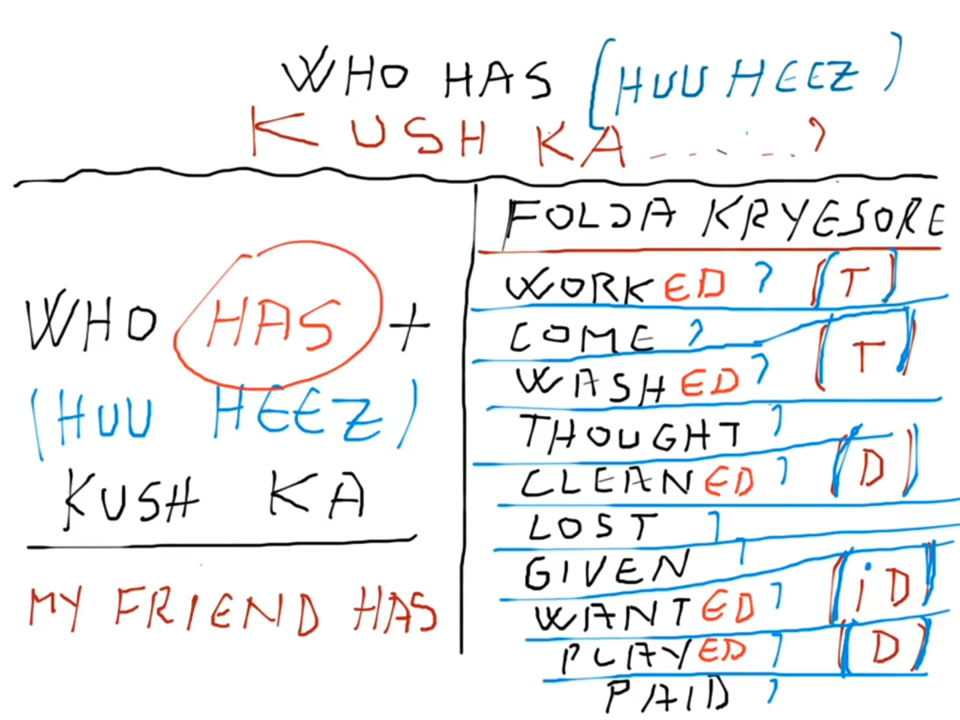 WHO HAS (HUU HEEZ)
KUSH KA ......?
WHO HAS +
(HUU HEEZ)
KUSH KA
MY FRIEND HAS
FOLJA KRYESORE
WORKED ? (T)
COME ?
WASHED ? (T)
THOUGHT ?
CLEANED ? (D)
LOST ?
GIVEN ?
WANTED ? (iD)
PLAYED ? (D)
PAID ?